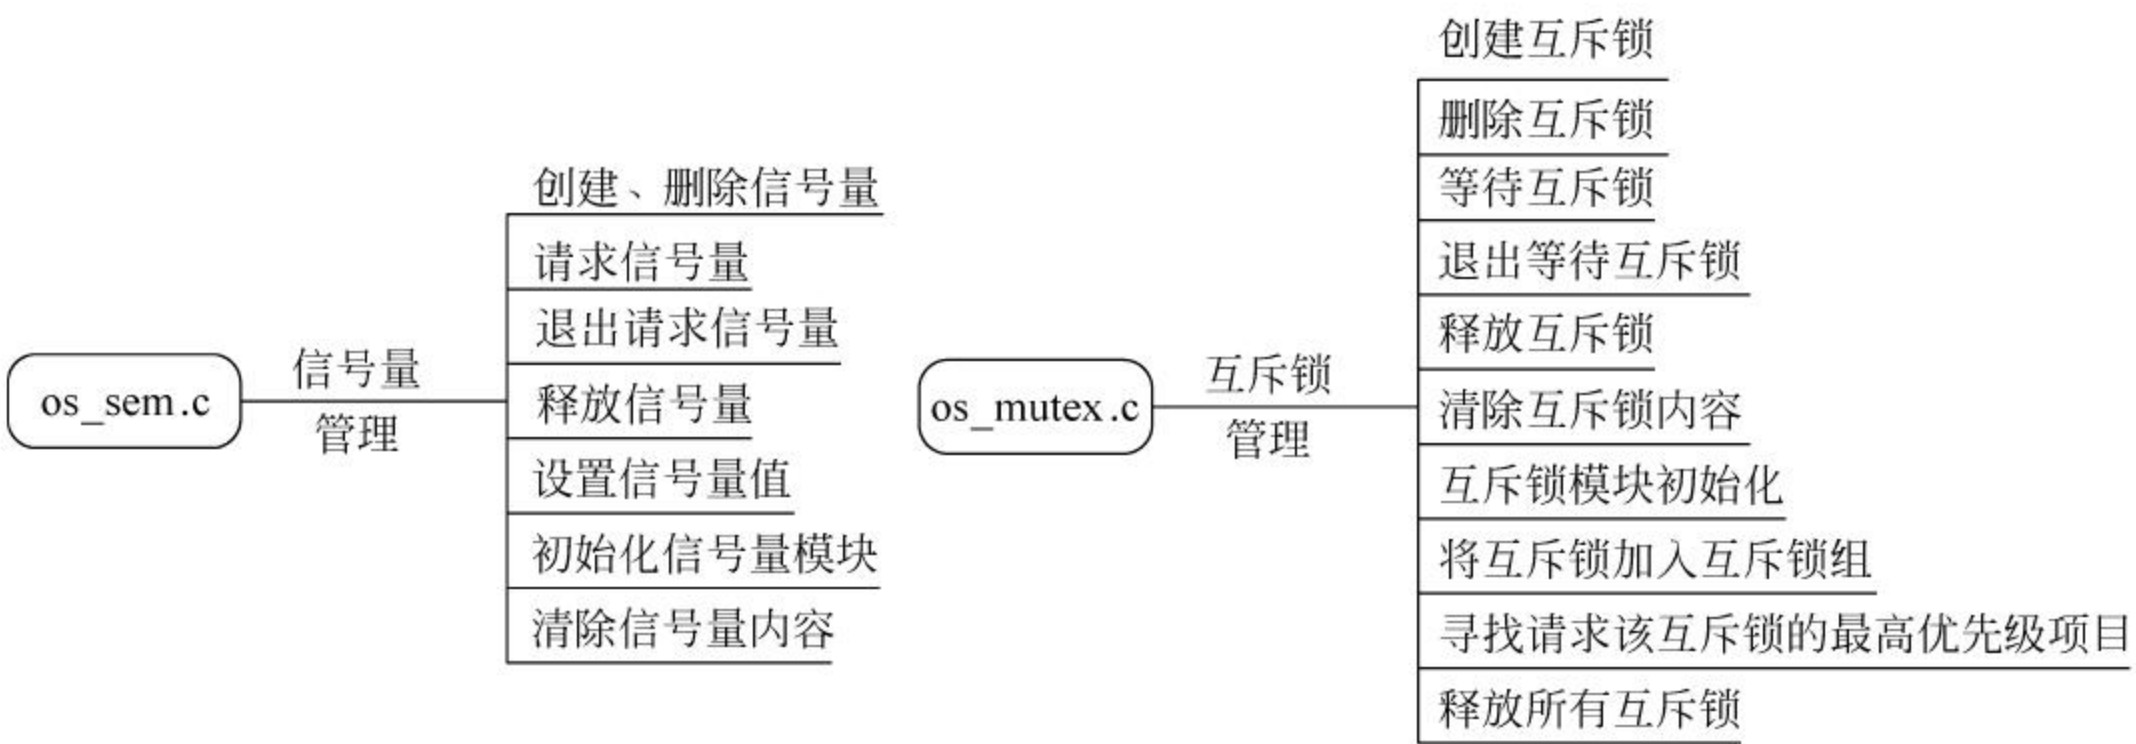 os_sem.c
信号量
管理
创建、删除信号量
请求信号量
退出请求信号量
释放信号量
设置信号量值
初始化信号量模块
清除信号量内容
os_mutex.c
互斥锁
管理
创建互斥锁
删除互斥锁
等待互斥锁
退出等待互斥锁
释放互斥锁
清除互斥锁内容
互斥锁模块初始化
将互斥锁加入互斥锁组
寻找请求该互斥锁的最高优先级项目
释放所有互斥锁